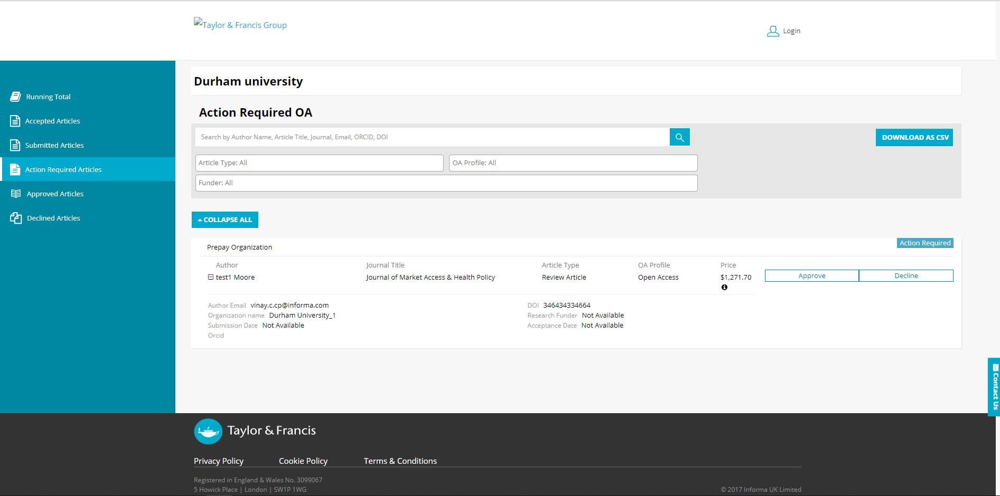 Taylor & Francis Group
Login
Running Total
Accepted Articles
Submitted Articles
Action Required Articles
Approved Articles
Declined Articles
Durham university
Action Required OA
Search by Author Name, Article Title, Journal, Email, ORCID, DOI
DOWNLOAD AS CSV
Article Type: All
OA Profile: All
Funder: All
COLLAPSE ALL
Prepay Organization
Action Required
Author Journal Title Article Type OA Profile Price
test1 Moore Journal of Market Access & Health Policy Review Article Open Access $1,271.70
Approve Decline
Author Email vinay.c.cp@informa.com
Organization name Durham University_1
Submission Date Not Available
Orcid
DOI 346434334664
Research Funder Not Available
Acceptance Date Not Available
Contact Us
Taylor & Francis
Privacy Policy Cookie Policy Terms & Conditions
Registered in England & Wales No. 3099067
5 Howick Place | London | SW1P 1WG
© 2017 Informa UK Limited